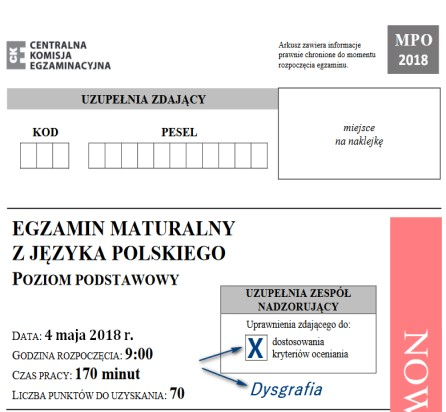 CKE
CENTRALNA
KOMISJA
EGZAMINACYJNA
Arkusz zawiera informacje
prawnie chronione do momentu
rozpoczęcia egzaminu.
MPO
2018
UZUPEŁNIA ZDAJĄCY
KOD PESEL
miejsce
na naklejkę
EGZAMIN MATURALNY
Z JĘZYKA POLSKIEGO
POZIOM PODSTAWOWY
DATA: 4 maja 2018 r.
GODZINA ROZPOCZĘCIA: 9:00
CZAS PRACY: 170 minut
LICZBA PUNKTÓW DO UZYSKANIA: 70
UZUPEŁNIA ZESPÓŁ
NADZORUJĄCY
Uprawnienia zdającego do:
X dostosowania
kryteriów oceniania
Dysgrafia
NOW